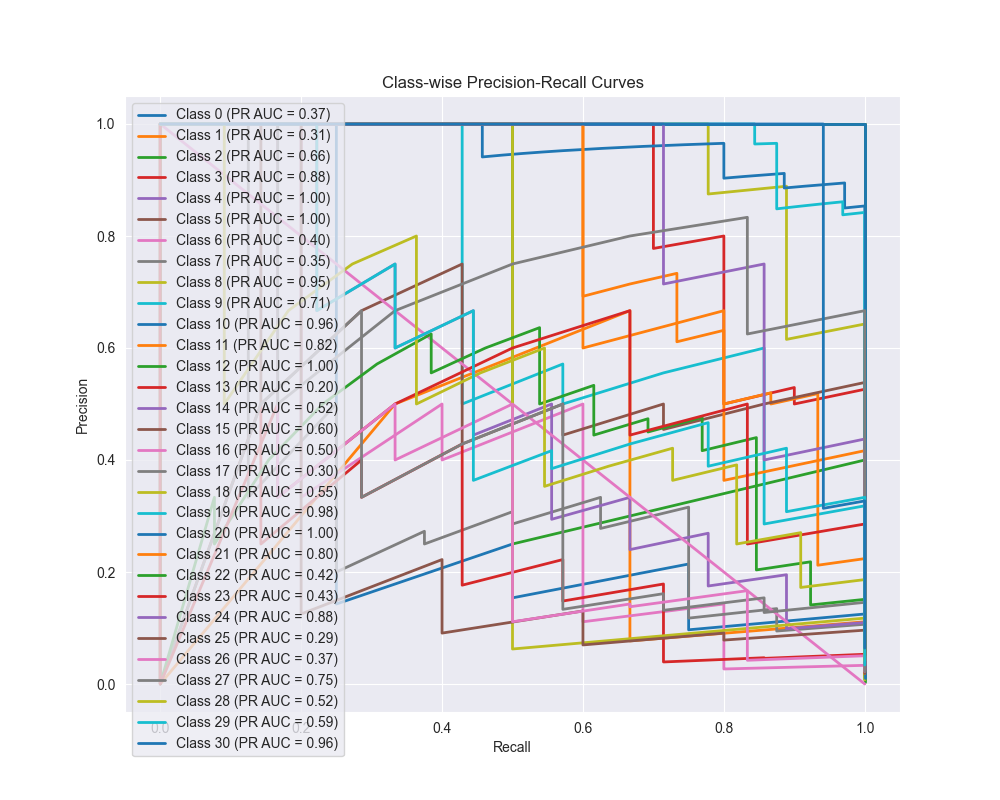 Class-wise Precision-Recall Curves
1.0
0.8
0.6
0.4
0.2
0.0
Precision
Class 0 (PR AUC = 0.37)
Class 1 (PR AUC = 0.31)
Class 2 (PR AUC = 0.66)
Class 3 (PR AUC = 0.88)
Class 4 (PR AUC = 1.00)
Class 5 (PR AUC = 1.00)
Class 6 (PR AUC = 0.40)
Class 7 (PR AUC = 0.35)
Class 8 (PR AUC = 0.95)
Class 9 (PR AUC = 0.71)
Class 10 (PR AUC = 0.96)
Class 11 (PR AUC = 0.82)
Class 12 (PR AUC = 1.00)
Class 13 (PR AUC = 0.20)
Class 14 (PR AUC = 0.52)
Class 15 (PR AUC = 0.60)
Class 16 (PR AUC = 0.50)
Class 17 (PR AUC = 0.30)
Class 18 (PR AUC = 0.55)
Class 19 (PR AUC = 0.98)
Class 20 (PR AUC = 1.00)
Class 21 (PR AUC = 0.80)
Class 22 (PR AUC = 0.42)
Class 23 (PR AUC = 0.43)
Class 24 (PR AUC = 0.88)
Class 25 (PR AUC = 0.29)
Class 26 (PR AUC = 0.37)
Class 27 (PR AUC = 0.75)
Class 28 (PR AUC = 0.52)
Class 29 (PR AUC = 0.59)
Class 30 (PR AUC = 0.96)
0.0 0.2 0.4 0.6 0.8 1.0
Recall